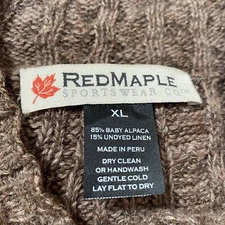 REDMAPLE
SPORTSWEAR CO.
XL
85% BABY ALPACA
15% UNDYED LINEN
MADE IN PERU
DRY CLEAN
OR HANDWASH
GENTLE COLD
LAY FLAT TO DRY